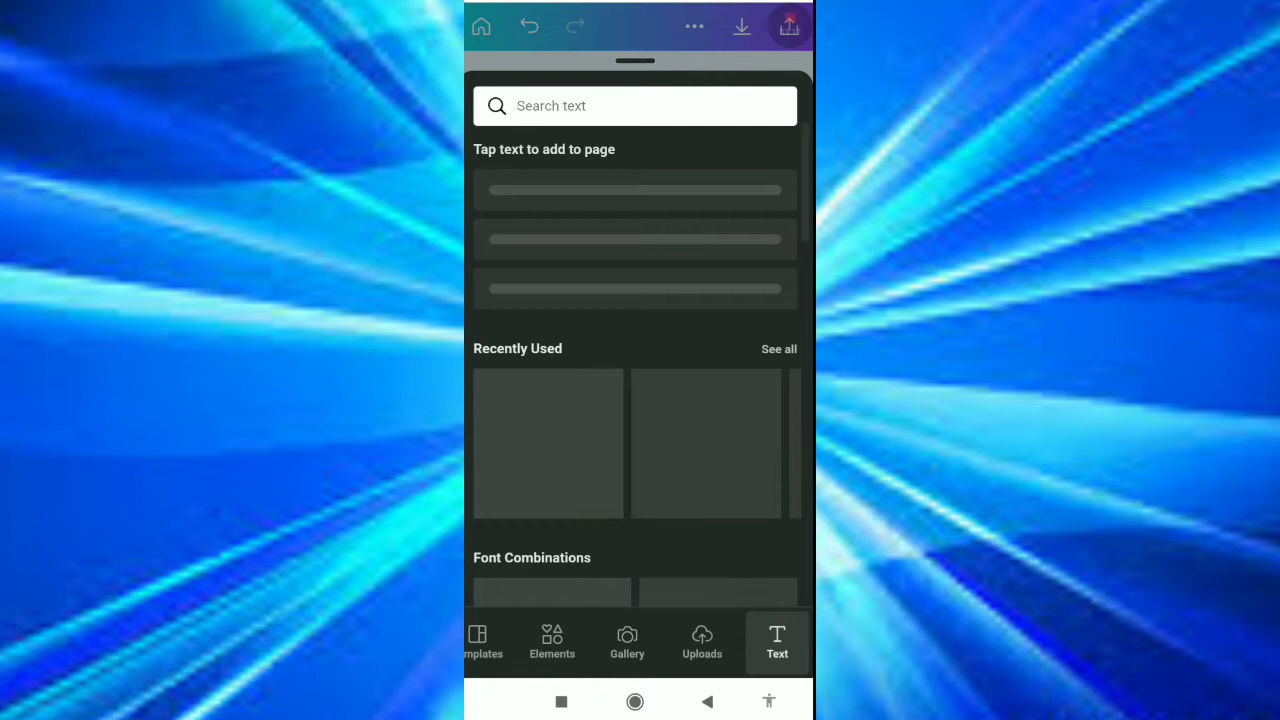 Search text
Tap text to add to page
Recently Used
See all
Font Combinations
mplates
Elements
Gallery
Uploads
Text